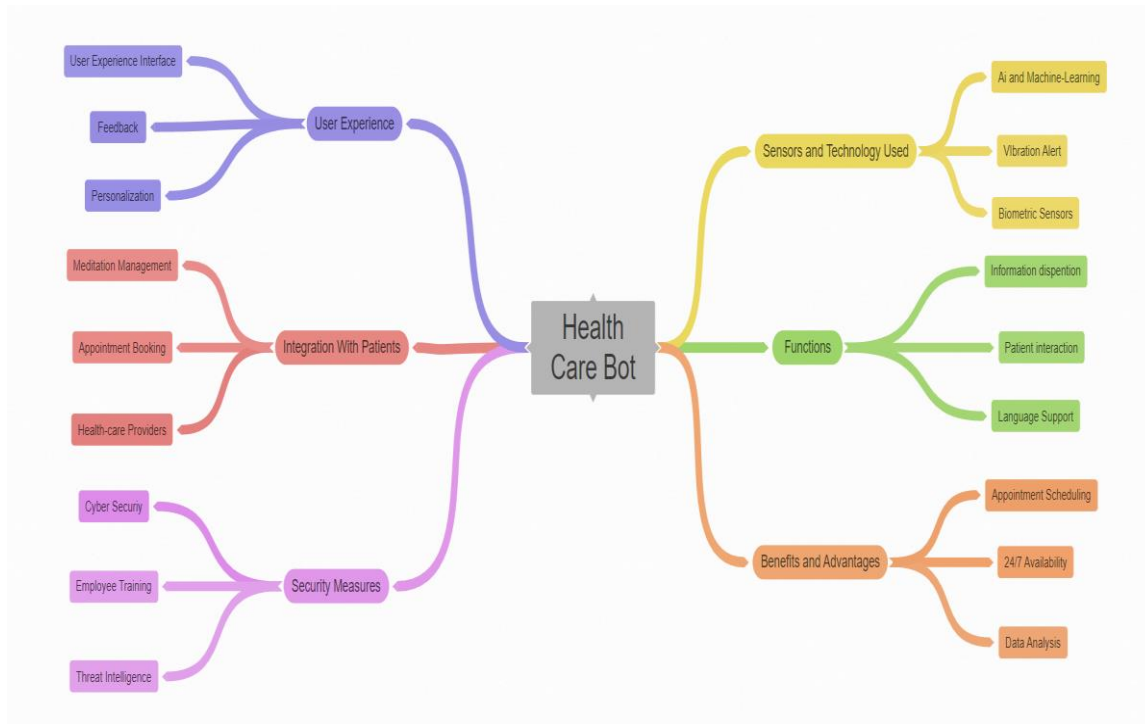 Health
Care Bot
User Experience
User Experience Interface
Feedback
Personalization
Integration With Patients
Meditation Management
Appointment Booking
Health-care Providers
Security Measures
Cyber Securiy
Employee Training
Threat Intelligence
Sensors and Technology Used
Ai and Machine-Learning
VIbration Alert
Biometric Sensors
Functions
Information dispention
Patient interaction
Language Support
Benefits and Advantages
Appointment Scheduling
24/7 Availability
Data Analysis